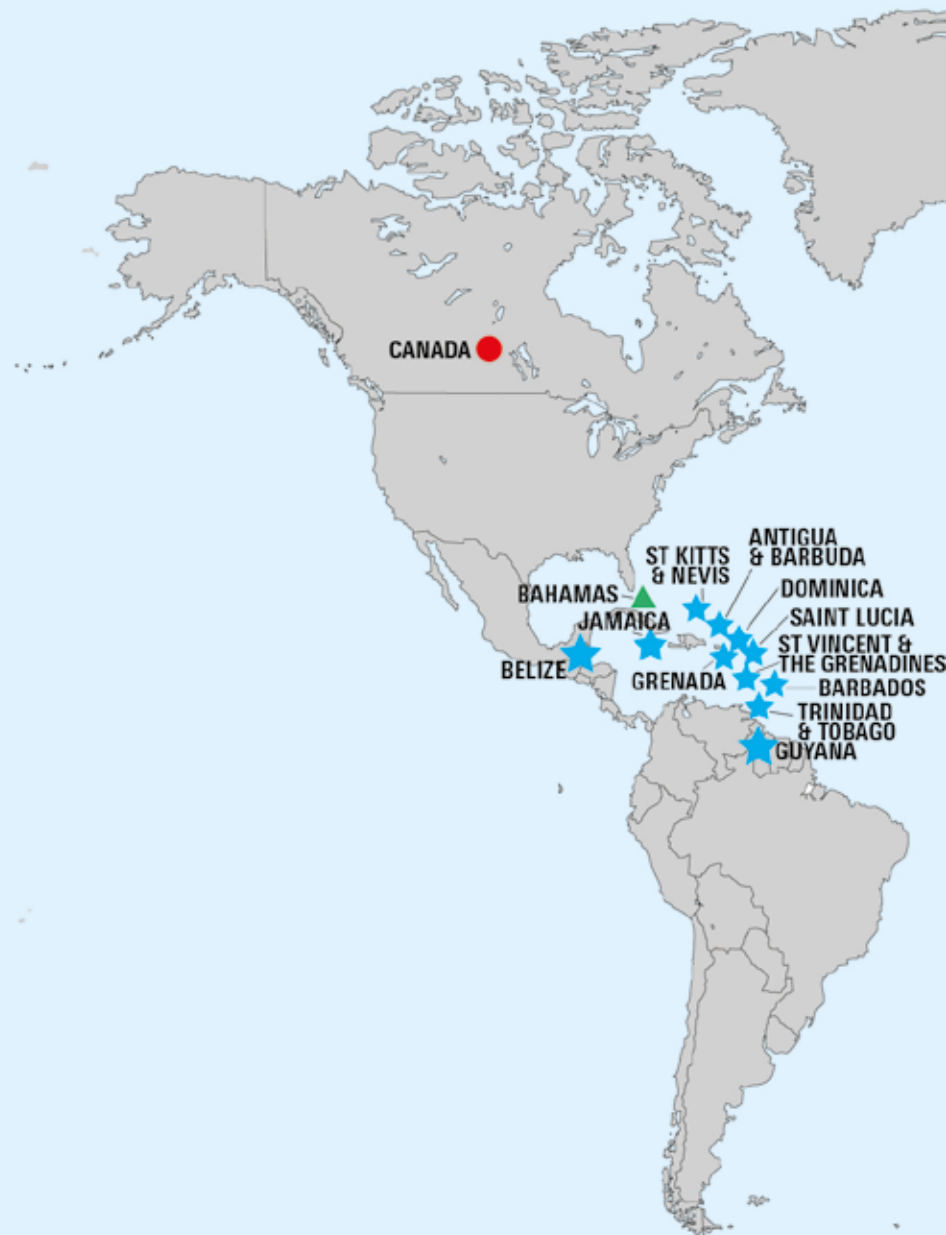 CANADA
ANTIGUA
& BARBUDA
ST KITTS
& NEVIS
DOMINICA
BAHAMAS
SAINT LUCIA
JAMAICA
ST VINCENT &
THE GRENADINES
BELIZE
GRENADA
BARBADOS
TRINIDAD
& TOBAGO
GUYANA